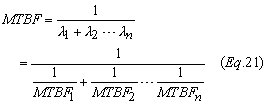 MTBF = 1 / (λ₁ + λ₂ ··· λₙ)
= 1 / (1/MTBF₁ + 1/MTBF₂ ··· 1/MTBFₙ) (Eq.21)